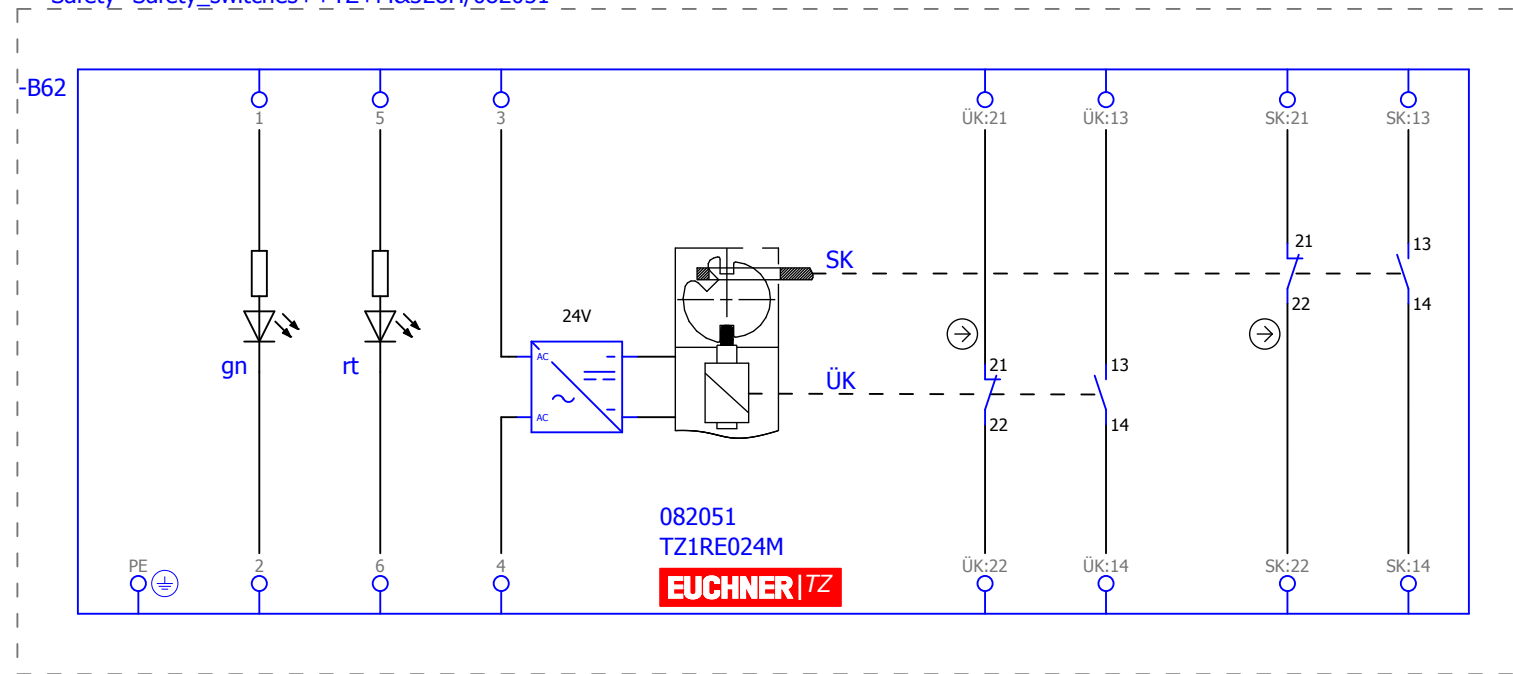 -B62
1
5
3
ÜK:21
ÜK:13
SK:21
SK:13
SK
21
13
22
14
24V
AC
AC
gn
rt
ÜK
21
13
22
14
082051
TZ1RE024M
EUCHNER|TZ
PE
2
6
4
ÜK:22
ÜK:14
SK:22
SK:14